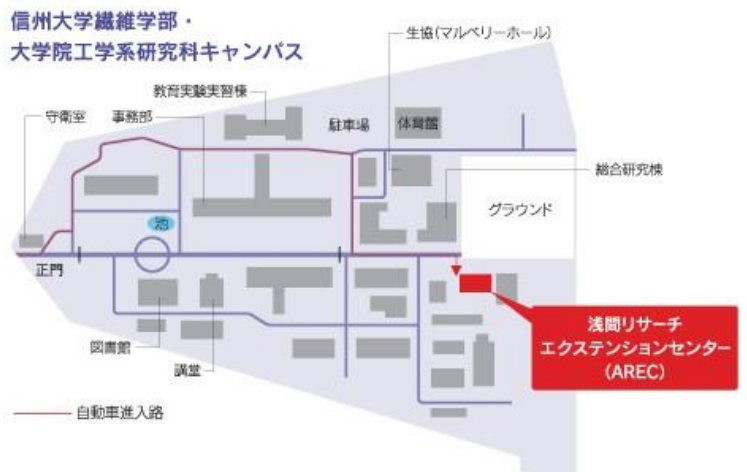 信州大学繊維学部・
大学院工学系研究科キャンパス
生協(マルベリーホール)
教育実験実習棟
守衛室
事務部
駐車場
体育館
総合研究棟
グラウンド
池
正門
図書館
講堂
浅間リサーチ
エクステンションセンター
(AREC)
自動車進入路